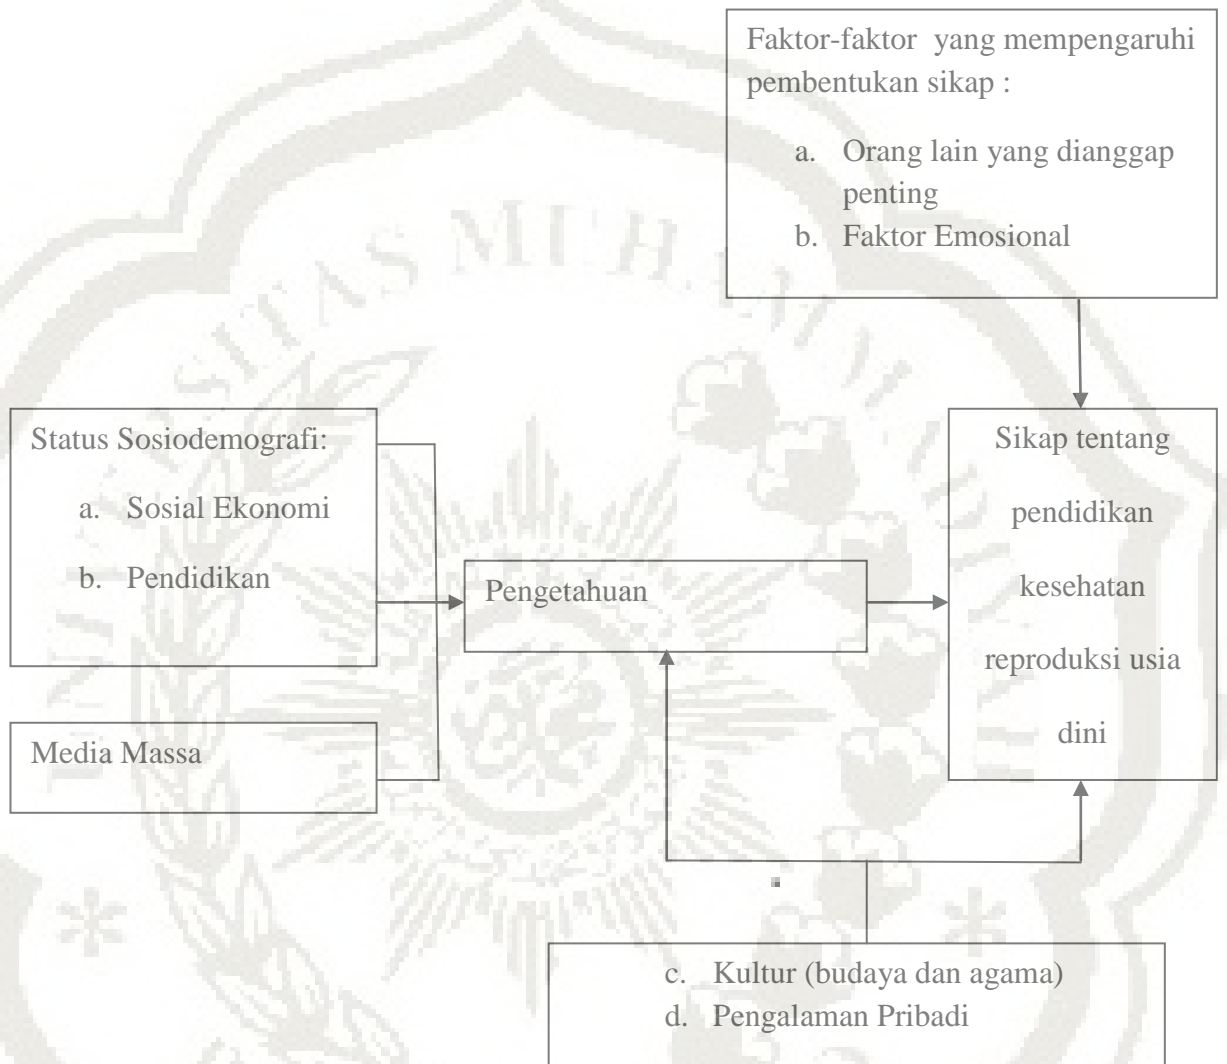 Faktor-faktor yang mempengaruhi
pembentukan sikap :
a. Orang lain yang dianggap
penting
b. Faktor Emosional
Status Sosiodemografi:
a. Sosial Ekonomi
b. Pendidikan
Media Massa
Pengetahuan
Sikap tentang
pendidikan
kesehatan
reproduksi usia
dini
c. Kultur (budaya dan agama)
d. Pengalaman Pribadi